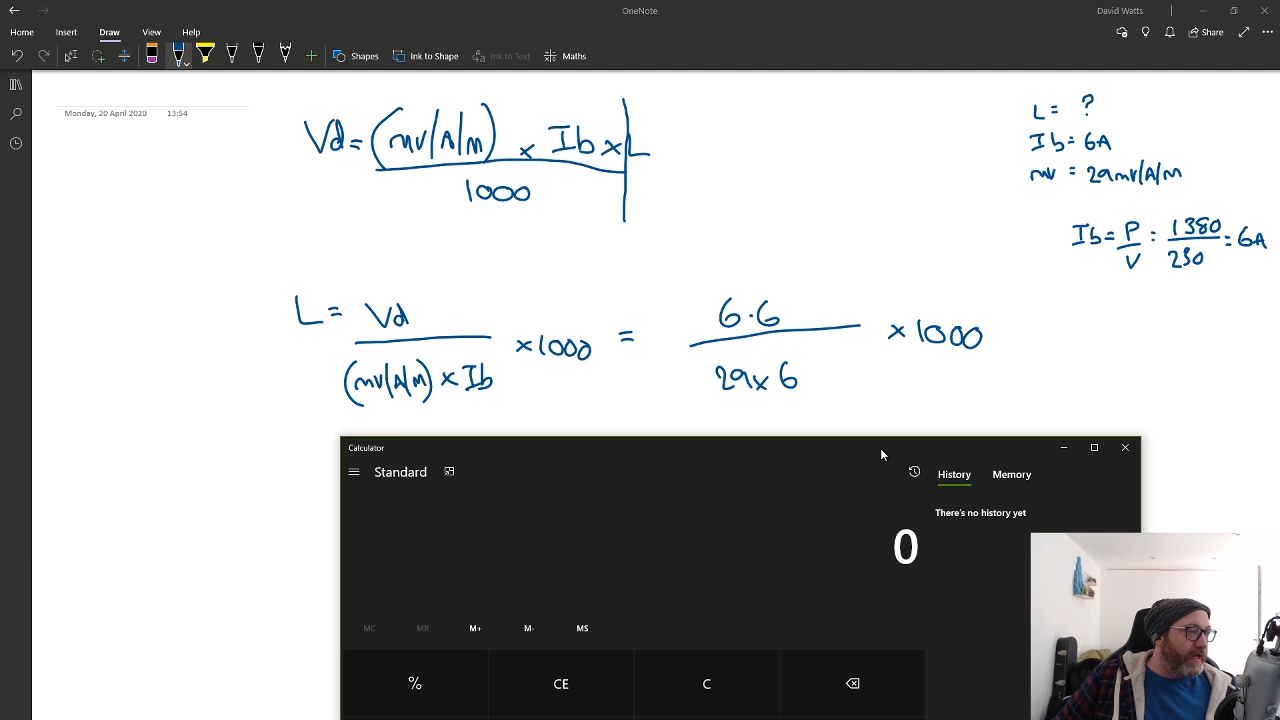 OneNote
David Watts
Home Insert Draw View Help
Share
Shapes Ink to Shape Ink to Text Maths
Monday, 20 April 2020 13:54
Vd = (mv/A/M) × Ib × L
1000
L = ?
Ib = 6A
mv = 29mv/A/M
Ib = P : 1380 = 6A
V 230
L = Vd × 1000 = 6.6 × 1000
(mv/A/M) × Ib 29 × 6
Calculator
Standard
History Memory
There's no history yet
0
MC MR M+ M- MS
% CE C